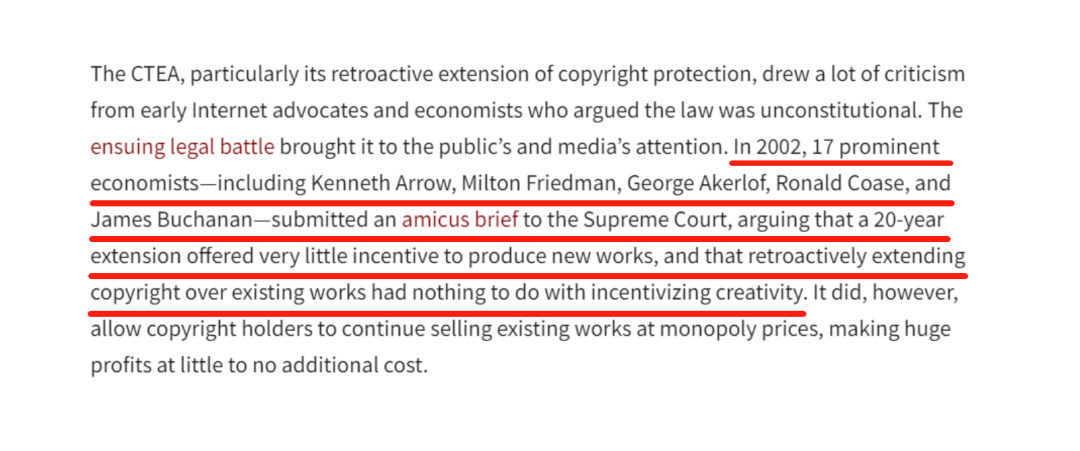 The CTEA, particularly its retroactive extension of copyright protection, drew a lot of criticism
from early Internet advocates and economists who argued the law was unconstitutional. The
ensuing legal battle brought it to the public’s and media’s attention. In 2002, 17 prominent
economists—including Kenneth Arrow, Milton Friedman, George Akerlof, Ronald Coase, and
James Buchanan—submitted an amicus brief to the Supreme Court, arguing that a 20-year
extension offered very little incentive to produce new works, and that retroactively extending
copyright over existing works had nothing to do with incentivizing creativity. It did, however,
allow copyright holders to continue selling existing works at monopoly prices, making huge
profits at little to no additional cost.